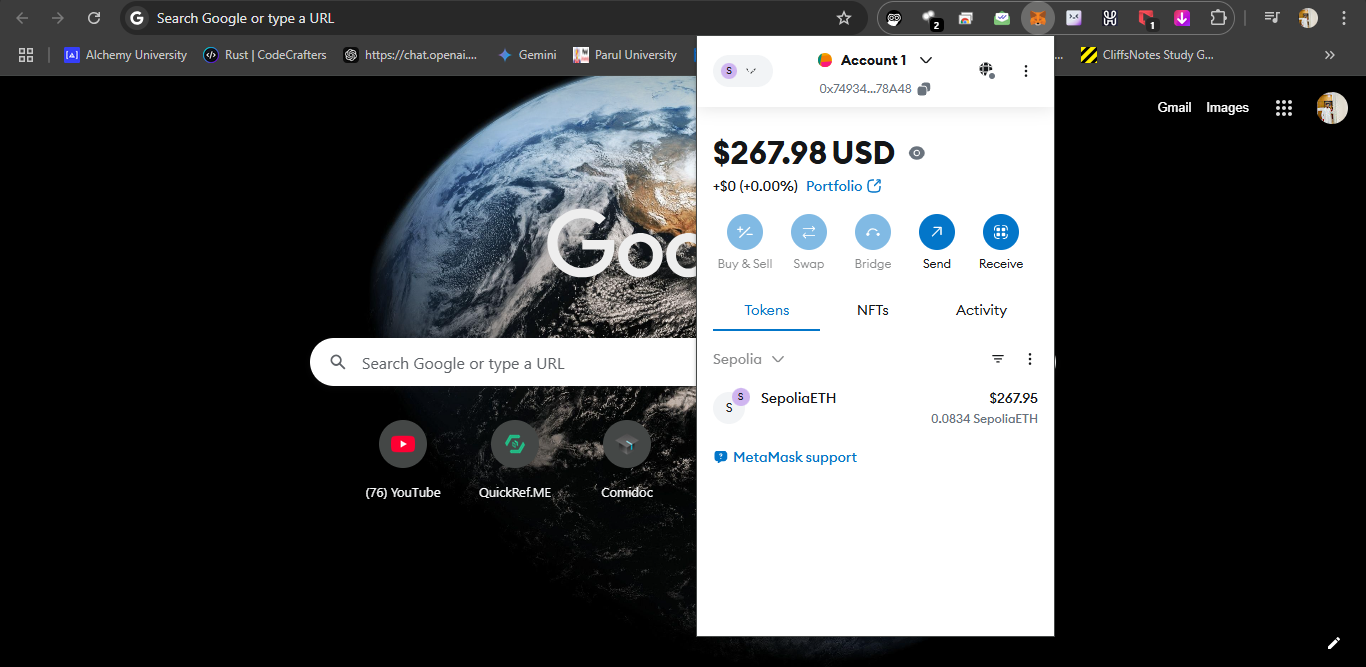 Search Google or type a URL
2
1
Alchemy University
Rust | CodeCrafters
https://chat.openai....
Gemini
Parul University
...
CliffsNotes Study G...
»
Gmail
Images
Goo
Search Google or type a URL
(76) YouTube
QuickRef.ME
Comidoc
S
Account 1
0x74934...78A48
$267.98 USD
+$0 (+0.00%)
Portfolio
Buy & Sell
Swap
Bridge
Send
Receive
Tokens
NFTs
Activity
Sepolia
S
S
SepoliaETH
$267.95
0.0834 SepoliaETH
MetaMask support